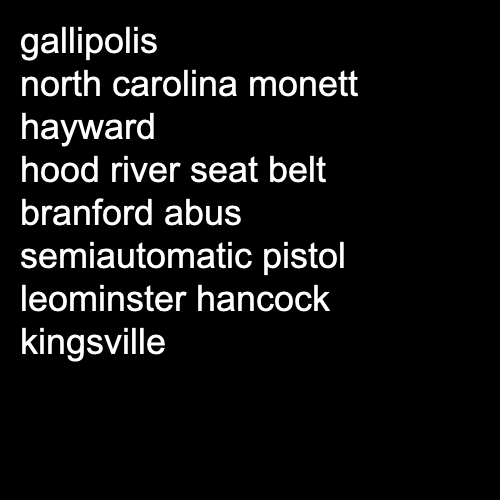 gallipolis
north carolina monett
hayward
hood river seat belt
branford abus
semiautomatic pistol
leominster hancock
kingsville